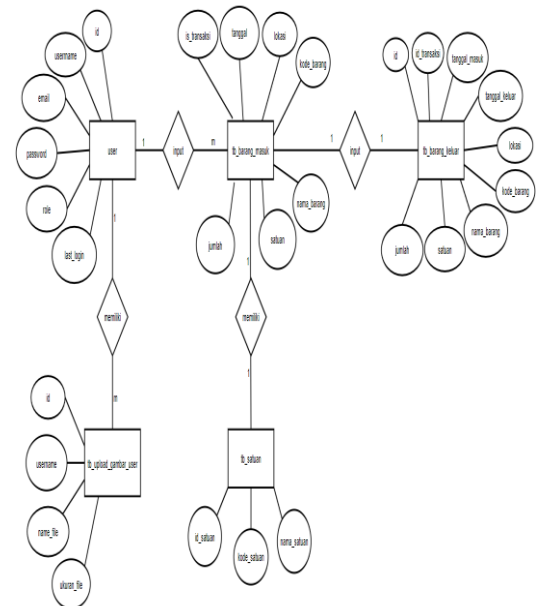 id
username
email
password
role
last_login
user
1
input
m
is_transaksi
tanggal
lokasi
kode_barang
tb_barang_masuk
nama_barang
satuan
jumlah
1
input
1
id
id_transaksi
tanggal_masuk
tanggal_keluar
lokasi
kode_barang
nama_barang
satuan
jumlah
tb_barang_keluar
1
memiliki
m
1
memiliki
1
id
username
name_file
ukuran_file
tb_upload_gambar_user
tb_satuan
id_satuan
kode_satuan
nama_satuan